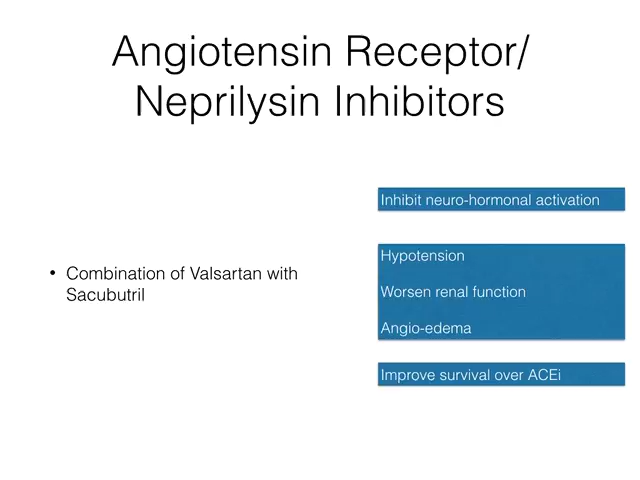 Angiotensin Receptor/
Neprilysin Inhibitors
• Combination of Valsartan with
Sacubutril
Inhibit neuro-hormonal activation
Hypotension
Worsen renal function
Angio-edema
Improve survival over ACEi